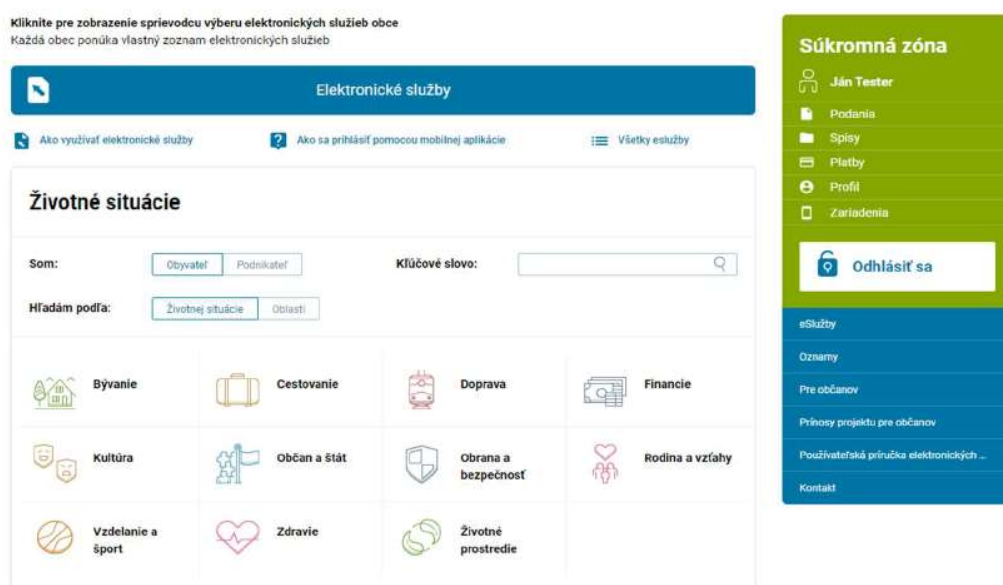 Kliknite pre zobrazenie sprievodcu výberu elektronických služieb obce
Každá obec ponúka vlastný zoznam elektronických služieb
Elektronické služby
Ako využívať elektronické služby
Ako sa prihlásiť pomocou mobilnej aplikácie
Všetky eslužby
Životné situácie
Som:
Obyvateľ
Podnikateľ
Kľúčové slovo:
Hľadám podľa:
Životnej situácie
Oblasti
Bývanie
Cestovanie
Doprava
Financie
Kultúra
Občan a štát
Obrana a
bezpečnosť
Rodina a vzťahy
Vzdelanie a
šport
Zdravie
Životné
prostredie
Súkromná zóna
Ján Tester
Podania
Spisy
Platby
Profil
Zariadenia
Odhlásiť sa
eSlužby
Oznamy
Pre občanov
Prínosy projektu pre občanov
Používateľská príručka elektronických ...
Kontakt